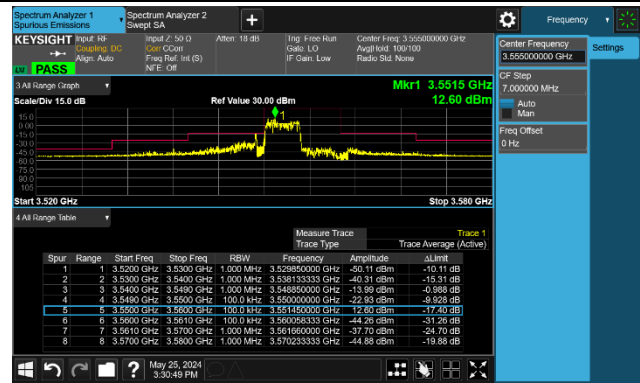 Spectrum Analyzer 1
Spurious Emissions
Spectrum Analyzer 2
Swept SA
Frequency
KEYSIGHT
Input: RF
Coupling: DC
Align: Auto
Input Z: 50 Ω
Corr CCorr
Freq Ref: Int (S)
NFE: Off
Atten: 18 dB
Trig: Free Run
Gate: LO
IF Gain: Low
Center Freq: 3.555000000 GHz
Avg|Hold: 100/100
Radio Std: None
PASS
Center Frequency
3.555000000 GHz
Settings
CF Step
7.000000 MHz
Auto
Man
Freq Offset
0 Hz
3 All Range Graph
Mkr1 3.5515 GHz
Scale/Div 15.0 dB
Ref Value 30.00 dBm
12.60 dBm
1
15.0
0.00
-15.0
-30.0
-45.0
-60.0
-75.0
-90.0
-105
Start 3.520 GHz
Stop 3.580 GHz
4 All Range Table
Measure Trace Trace 1
Trace Type Trace Average (Active)
Spur Range Start Freq Stop Freq RBW Frequency Amplitude ΔLimit
1 1 3.5200 GHz 3.5300 GHz 1.000 MHz 3.529850000 GHz -50.11 dBm -10.11 dB
2 2 3.5300 GHz 3.5400 GHz 1.000 MHz 3.538133333 GHz -40.31 dBm -15.31 dB
3 3 3.5400 GHz 3.5490 GHz 1.000 MHz 3.548850000 GHz -13.99 dBm -0.988 dB
4 4 3.5490 GHz 3.5500 GHz 100.0 kHz 3.550000000 GHz -22.93 dBm -9.928 dB
5 5 3.5500 GHz 3.5600 GHz 100.0 kHz 3.551450000 GHz 12.60 dBm -17.40 dB
6 6 3.5600 GHz 3.5610 GHz 100.0 kHz 3.560058333 GHz -44.26 dBm -31.26 dB
7 7 3.5610 GHz 3.5700 GHz 1.000 MHz 3.561660000 GHz -37.70 dBm -24.70 dB
8 8 3.5700 GHz 3.5800 GHz 1.000 MHz 3.570233333 GHz -44.88 dBm -19.88 dB
May 25, 2024
3:30:49 PM